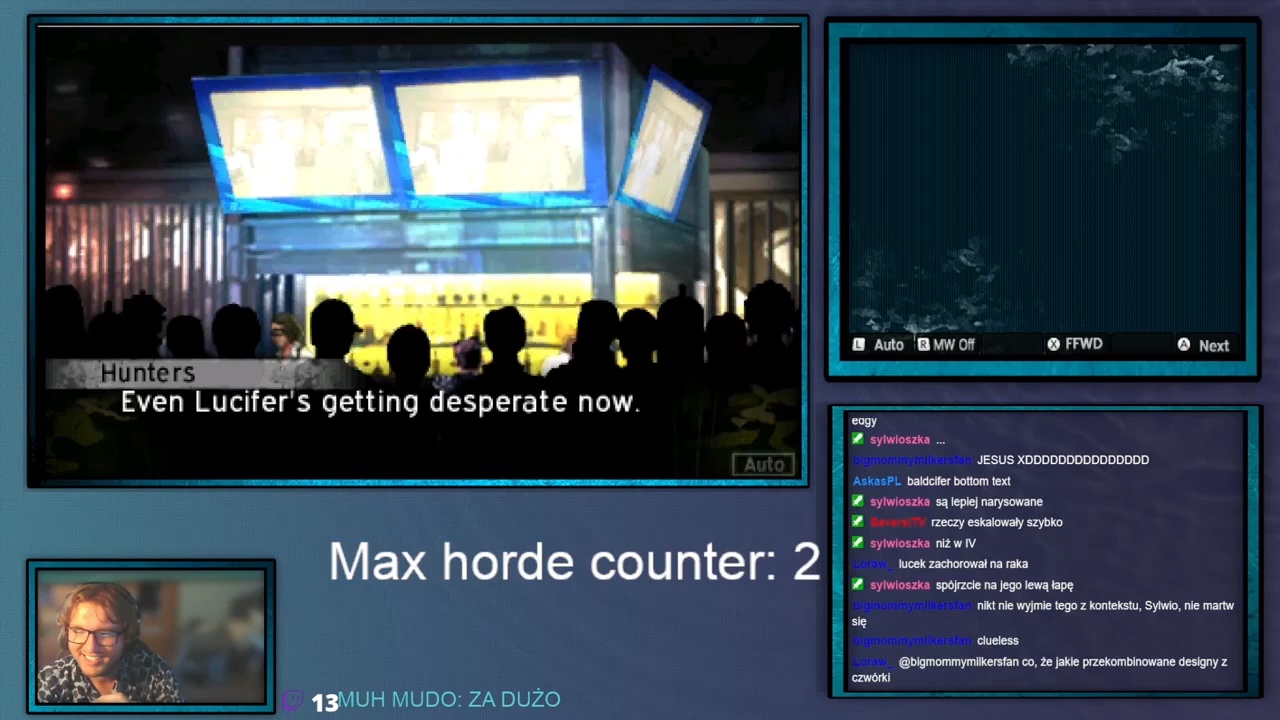 Hunters
Even Lucifer's getting desperate now.
Auto
L Auto R MW Off X FFWD A Next
edgy
sylwioszka ...
bigmommymilkersfan JESUS XDDDDDDDDDDDDDDD
AskasPL baldcifer bottom text
sylwioszka są lepiej narysowane
rzeczy eskalowały szybko
sylwioszka niż w IV
Loraw_ lucek zachorował na raka
sylwioszka spójrzcie na jego lewą łapę
bigmommymilkersfan nikt nie wyjmie tego z kontekstu, Sylwio, nie martw
się
bigmommymilkersfan clueless
Loraw_ @bigmommymilkersfan co, że jakie przekombinowane designy z
czwórki
Max horde counter: 2
13 MUH MUDO: ZA DUŻO